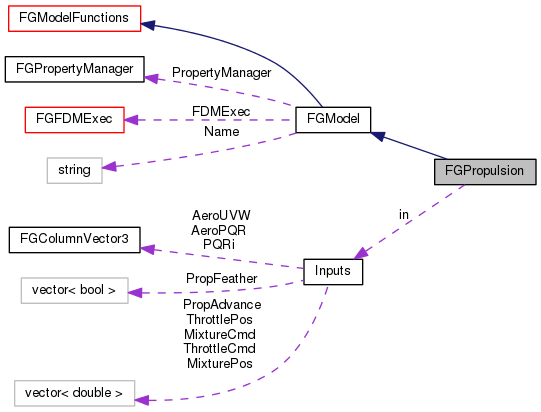 FGModelFunctions
FGPropertyManager
PropertyManager
FGFDMExec
FDMExec
FGModel
Name
string
FGPropulsion
in
AeroUVW
AeroPQR
PQRi
FGColumnVector3
Inputs
PropFeather
vector< bool >
PropAdvance
ThrottlePos
MixtureCmd
ThrottleCmd
MixturePos
vector< double >